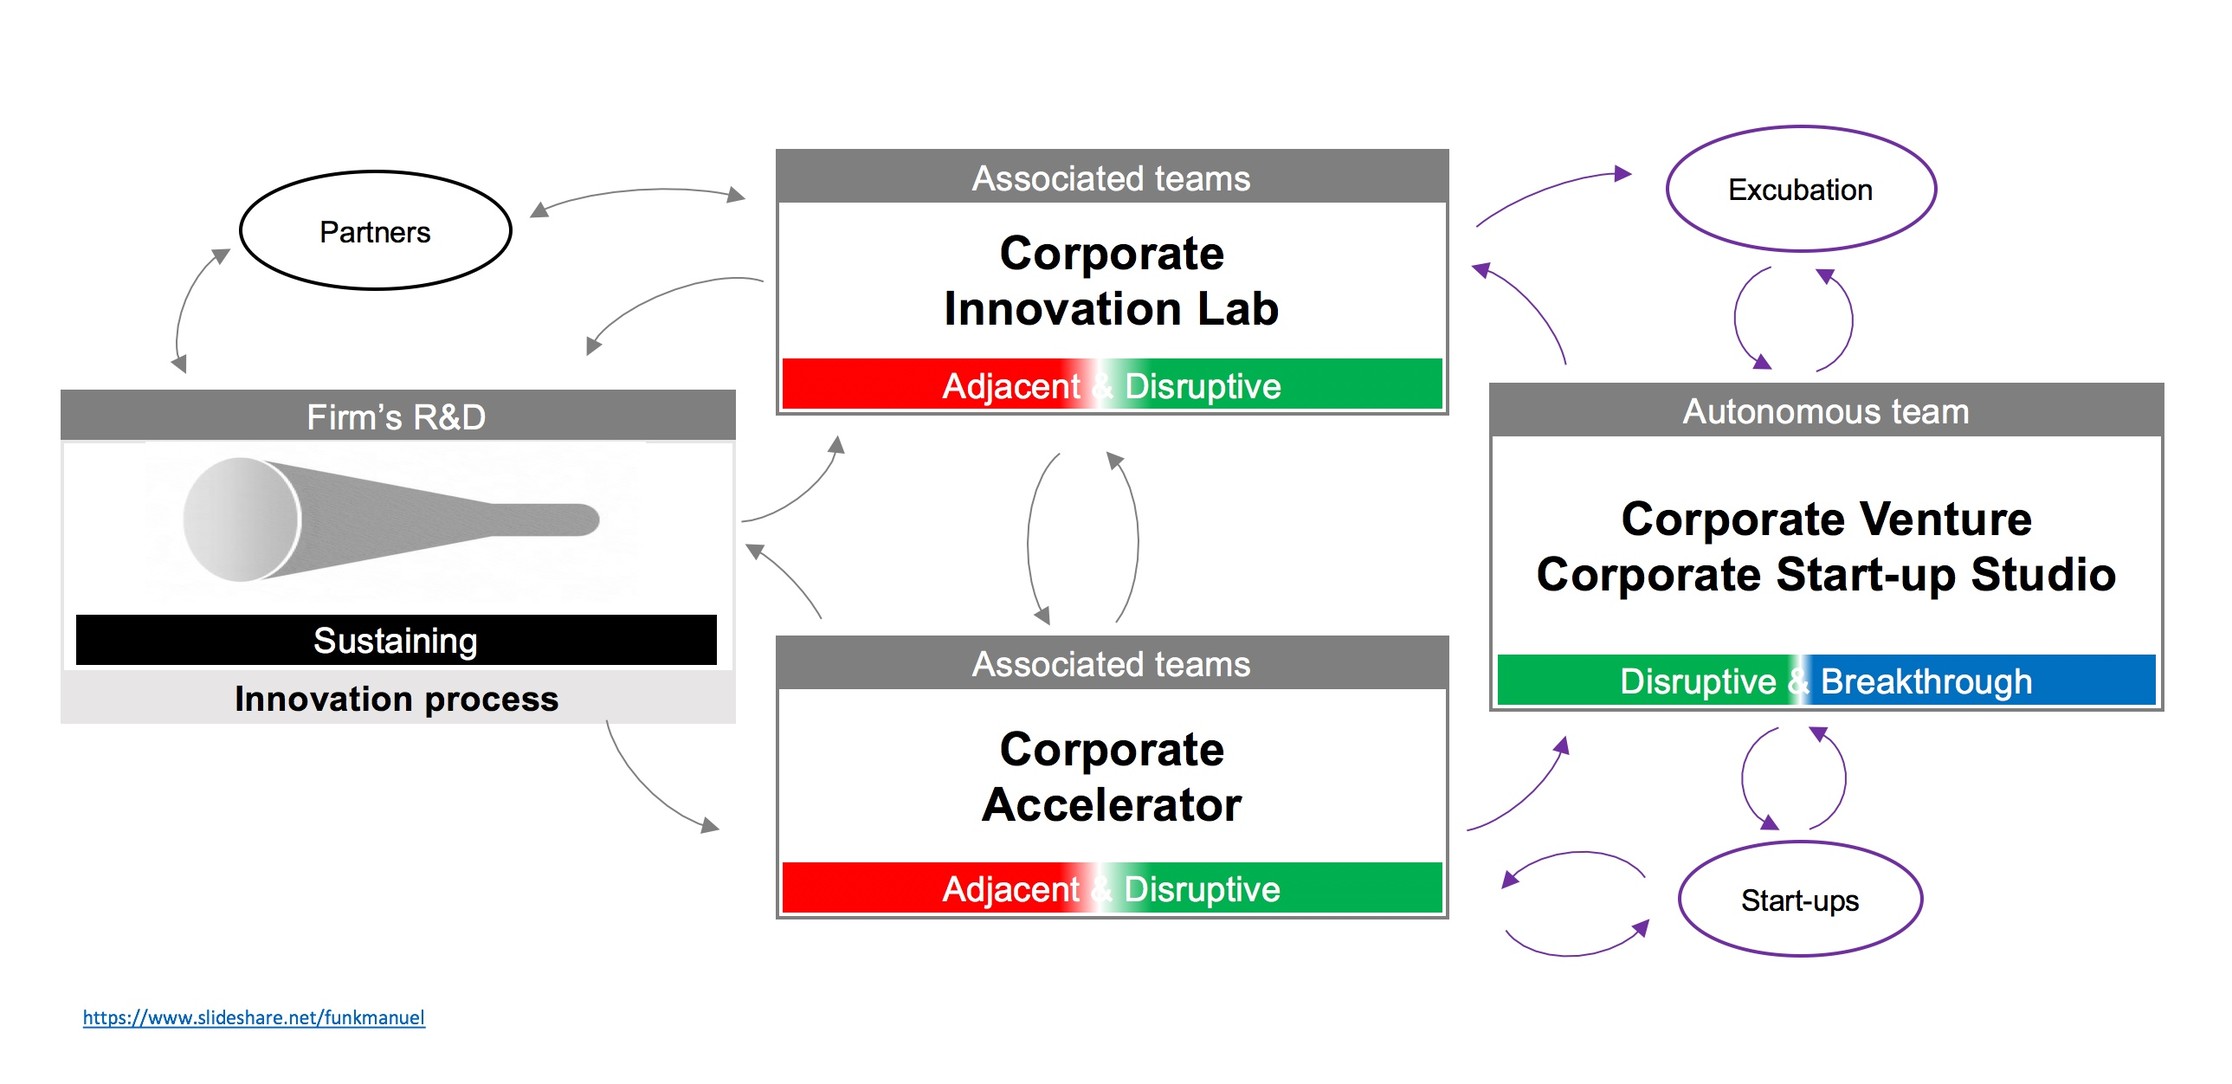 Partners
Associated teams
Corporate
Innovation Lab
Adjacent & Disruptive
Excubation
Firm’s R&D
Sustaining
Innovation process
Associated teams
Corporate
Accelerator
Adjacent & Disruptive
Autonomous team
Corporate Venture
Corporate Start-up Studio
Disruptive & Breakthrough
Start-ups
https://www.slideshare.net/funkmanuel